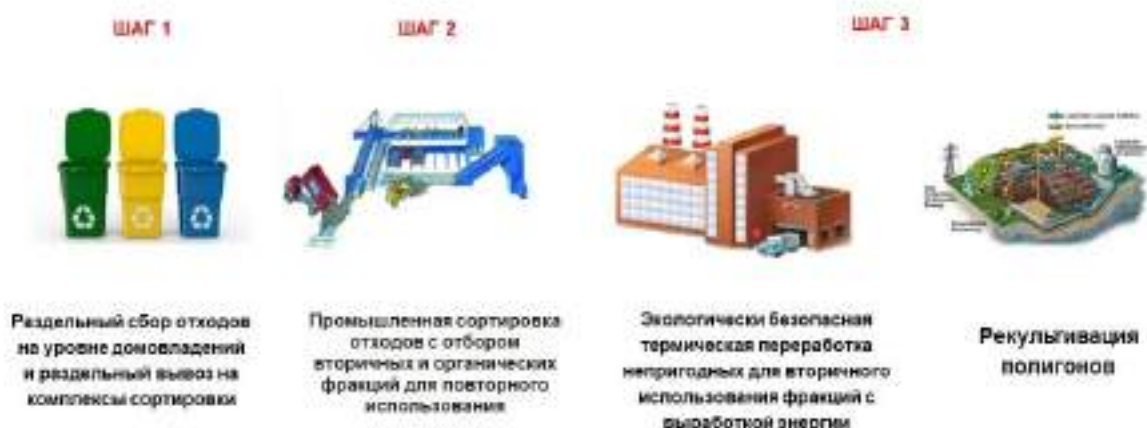 ШАГ 1
ШАГ 2
ШАГ 3
Раздельный сбор отходов
на уровне домовладений
и раздельный вывоз на
комплексы сортировки
Промышленная сортировка
отходов с отбором
вторичных и органических
фракций для повторного
использования
Экологически безопасная
термическая переработка
непригодных для вторичного
использования фракций с
выработкой энергии
Рекультивация
полигонов